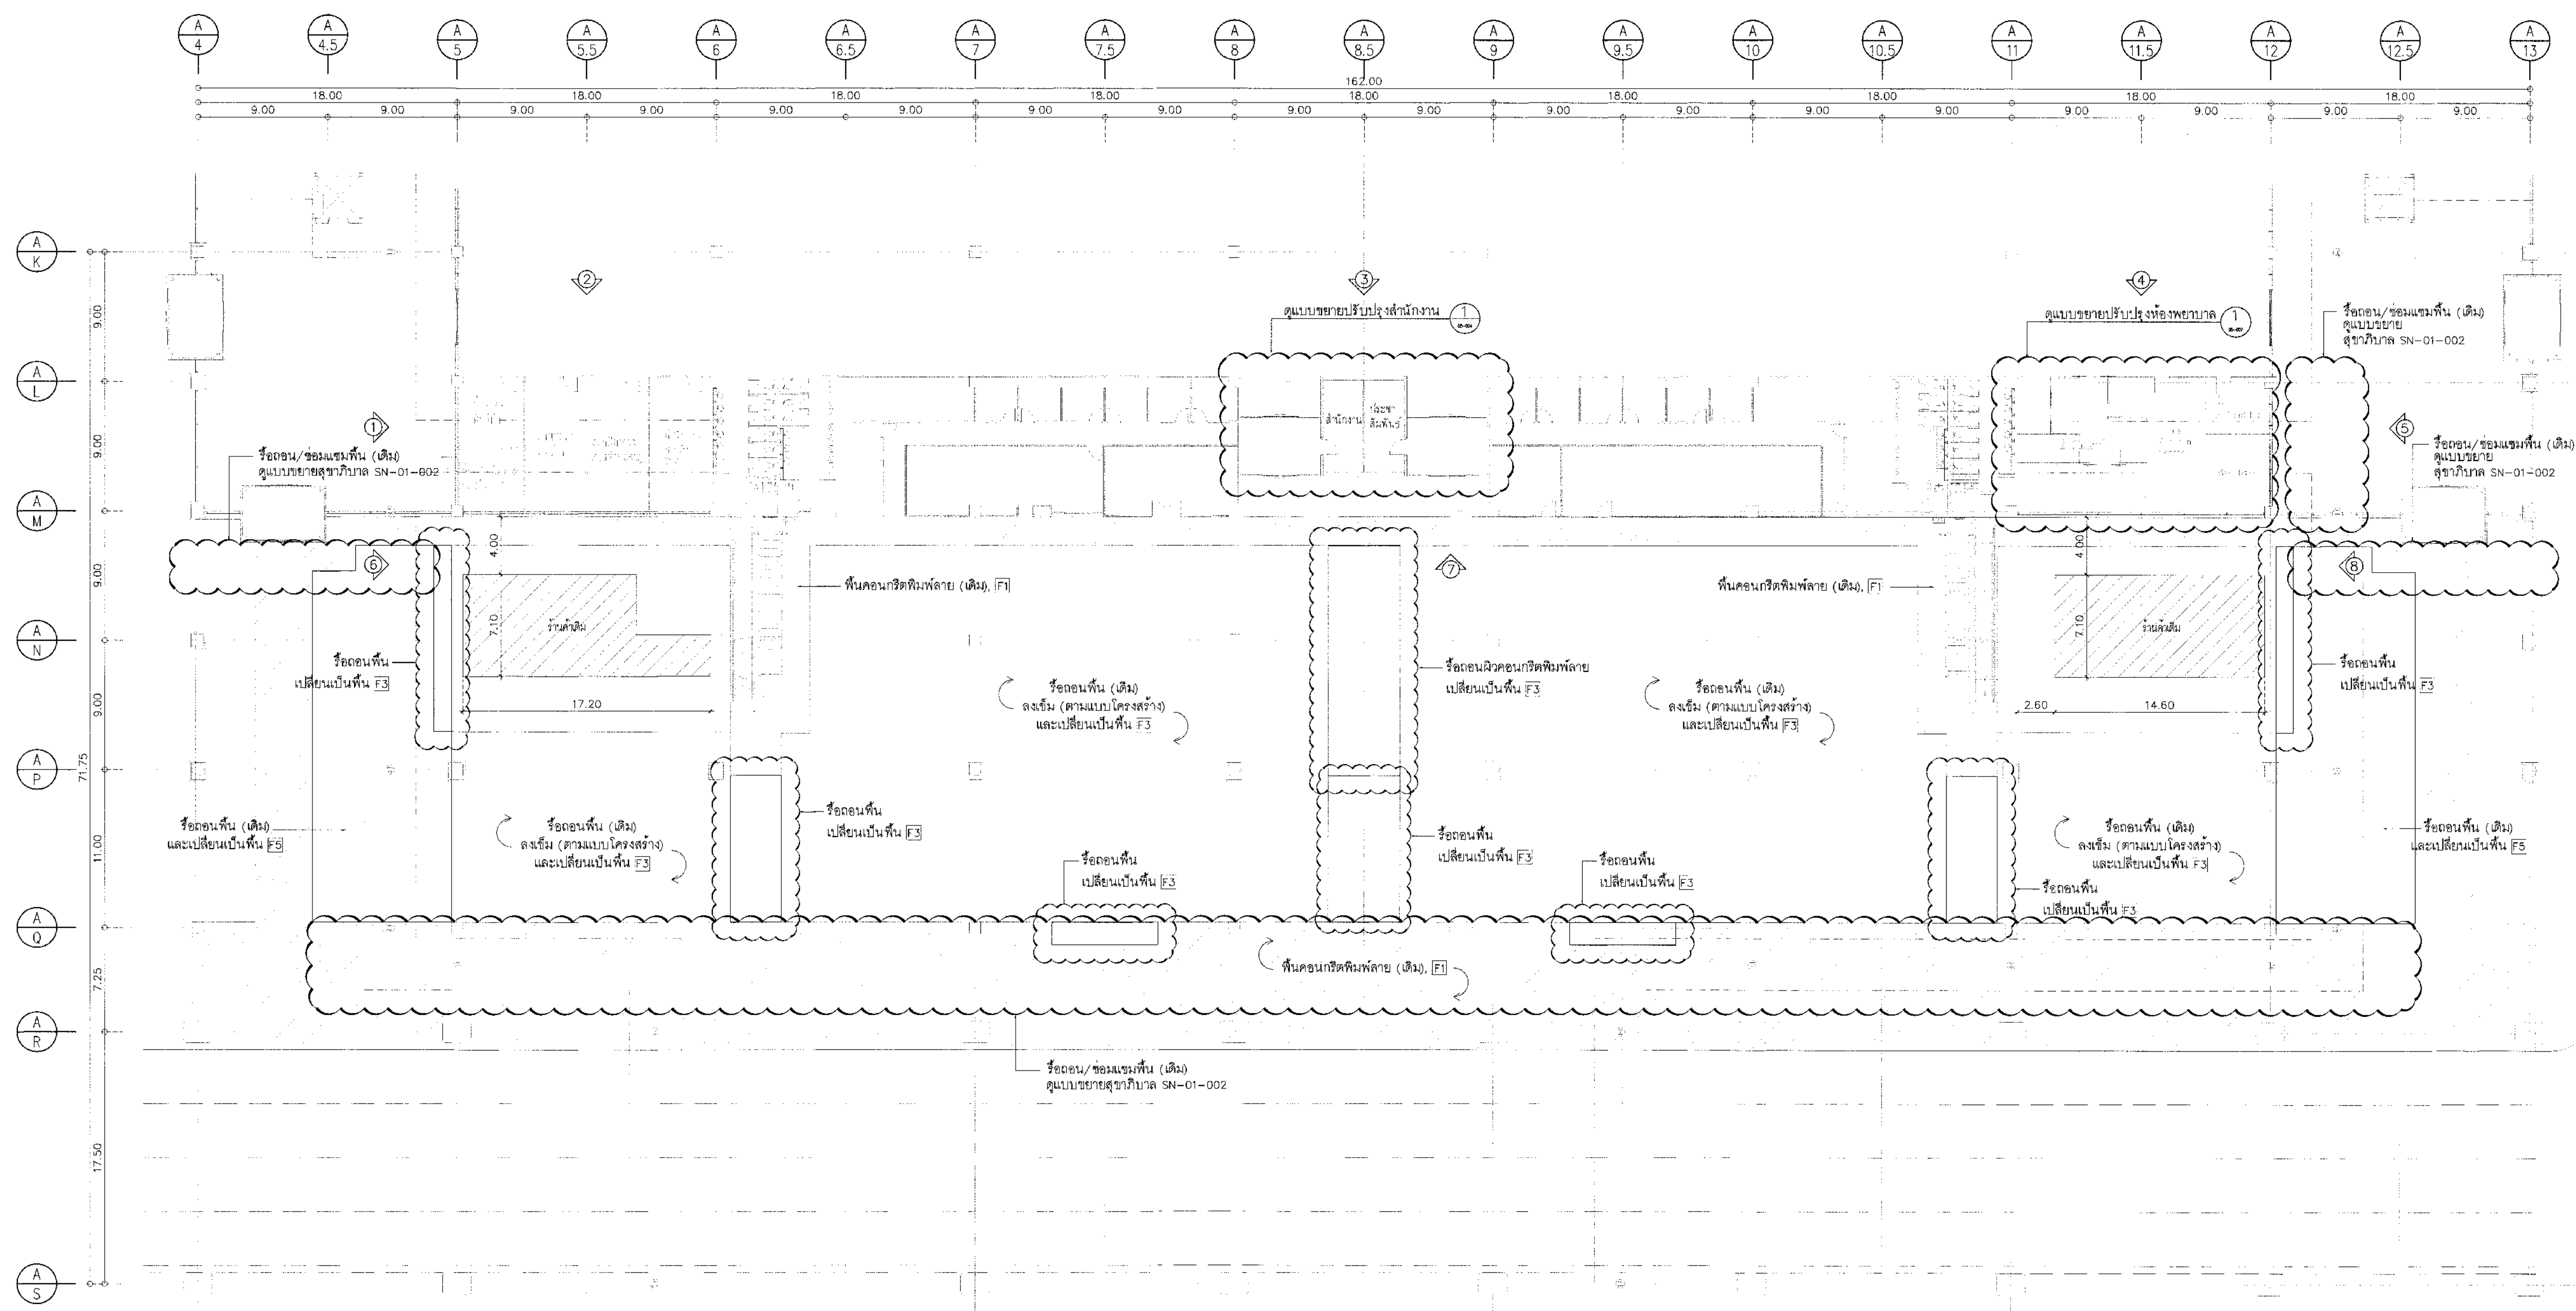 A A A A A A A A A A A A A A A A A A A
4 4.5 5 5.5 6 6.5 7 7.5 8 8.5 9 9.5 10 10.5 11 11.5 12 12.5 13
162.00
18.00 18.00 18.00 18.00 18.00 18.00 18.00 18.00 18.00
9.00 9.00 9.00 9.00 9.00 9.00 9.00 9.00 9.00 9.00 9.00 9.00 9.00 9.00 9.00 9.00 9.00 9.00
A
K
2 3 4
9.00
ดูแบบขยายปรับปรุงสำนักงาน 1
ดูแบบขยายปรับปรุงห้องพยาบาล 1
รื้อถอน/ซ่อมแซมพื้น (เดิม)
ดูแบบขยาย
สุขาภิบาล SN-01-002
A
L
สำนักงาน
ประชา
สัมพันธ์
1
5
9.00
รื้อถอน/ซ่อมแซมพื้น (เดิม)
ดูแบบขยายสุขาภิบาล SN-01-002
รื้อถอน/ซ่อมแซมพื้น (เดิม)
ดูแบบขยาย
สุขาภิบาล SN-01-002
A
M
4.00
4.00
6
7
8
9.00
พื้นคอนกรีตพิมพ์ลาย (เดิม), F1
พื้นคอนกรีตพิมพ์ลาย (เดิม), F1
7.10
ร้านค้าเดิม
7.10
ร้านค้าเดิม
A
N
รื้อถอนพื้น
เปลี่ยนเป็นพื้น F3
รื้อถอนผิวคอนกรีตพิมพ์ลาย
เปลี่ยนเป็นพื้น F3
รื้อถอนพื้น
เปลี่ยนเป็นพื้น F3
รื้อถอนพื้น (เดิม)
ลงเข็ม (ตามแบบโครงสร้าง)
และเปลี่ยนเป็นพื้น F3
รื้อถอนพื้น (เดิม)
ลงเข็ม (ตามแบบโครงสร้าง)
และเปลี่ยนเป็นพื้น F3
9.00
17.20
2.60 14.60
A
P
71.75
รื้อถอนพื้น (เดิม)
และเปลี่ยนเป็นพื้น F5
รื้อถอนพื้น (เดิม)
ลงเข็ม (ตามแบบโครงสร้าง)
และเปลี่ยนเป็นพื้น F3
รื้อถอนพื้น
เปลี่ยนเป็นพื้น F3
รื้อถอนพื้น
เปลี่ยนเป็นพื้น F3
รื้อถอนพื้น (เดิม)
ลงเข็ม (ตามแบบโครงสร้าง)
และเปลี่ยนเป็นพื้น F3
รื้อถอนพื้น (เดิม)
และเปลี่ยนเป็นพื้น F5
11.00
รื้อถอนพื้น
เปลี่ยนเป็นพื้น F3
รื้อถอนพื้น
เปลี่ยนเป็นพื้น F3
รื้อถอนพื้น
เปลี่ยนเป็นพื้น F3
A
Q
7.25
พื้นคอนกรีตพิมพ์ลาย (เดิม), F1
A
R
รื้อถอน/ซ่อมแซมพื้น (เดิม)
ดูแบบขยายสุขาภิบาล SN-01-002
17.50
A
S